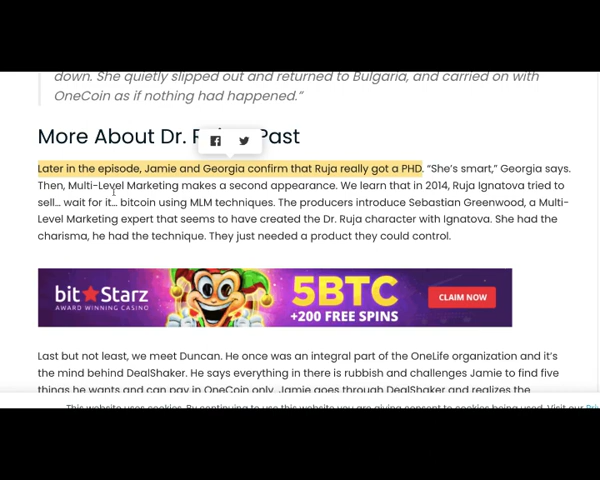 down. She quietly slipped out and returned to Bulgaria, and carried on with
OneCoin as if nothing had happened.”
More About Dr. R Past
Later in the episode, Jamie and Georgia confirm that Ruja really got a PHD. “She’s smart,” Georgia says.
Then, Multi-Level Marketing makes a second appearance. We learn that in 2014, Ruja Ignatova tried to
sell… wait for it… bitcoin using MLM techniques. The producers introduce Sebastian Greenwood, a Multi-
Level Marketing expert that seems to have created the Dr. Ruja character with Ignatova. She had the
charisma, he had the technique. They just needed a product they could control.
bitStarz
AWARD WINNING CASINO
5BTC
+200 FREE SPINS
CLAIM NOW
Last but not least, we meet Duncan. He once was an integral part of the OneLife organization and it’s
the mind behind DealShaker. He says everything in there is rubbish and challenges Jamie to find five
things he wants and can pay in OneCoin only. Jamie goes through DealShaker and realizes the
This website uses cookies. By continuing to use this website you are giving consent to cookies being used. Visit our